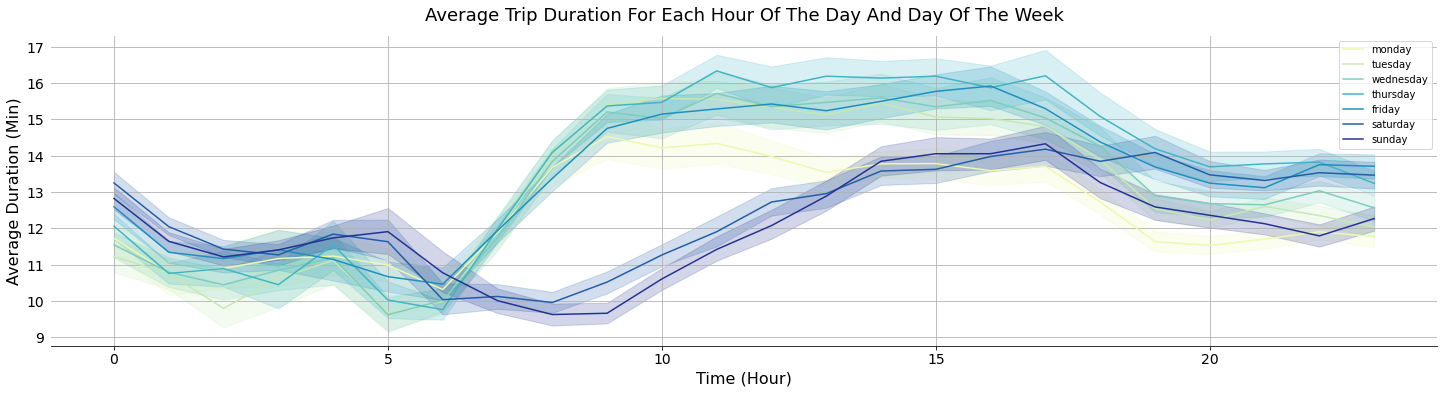 Average Trip Duration For Each Hour Of The Day And Day Of The Week
Average Duration (Min)
17
16
15
14
13
12
11
10
9
0
5
10
15
20
Time (Hour)
monday
tuesday
wednesday
thursday
friday
saturday
sunday